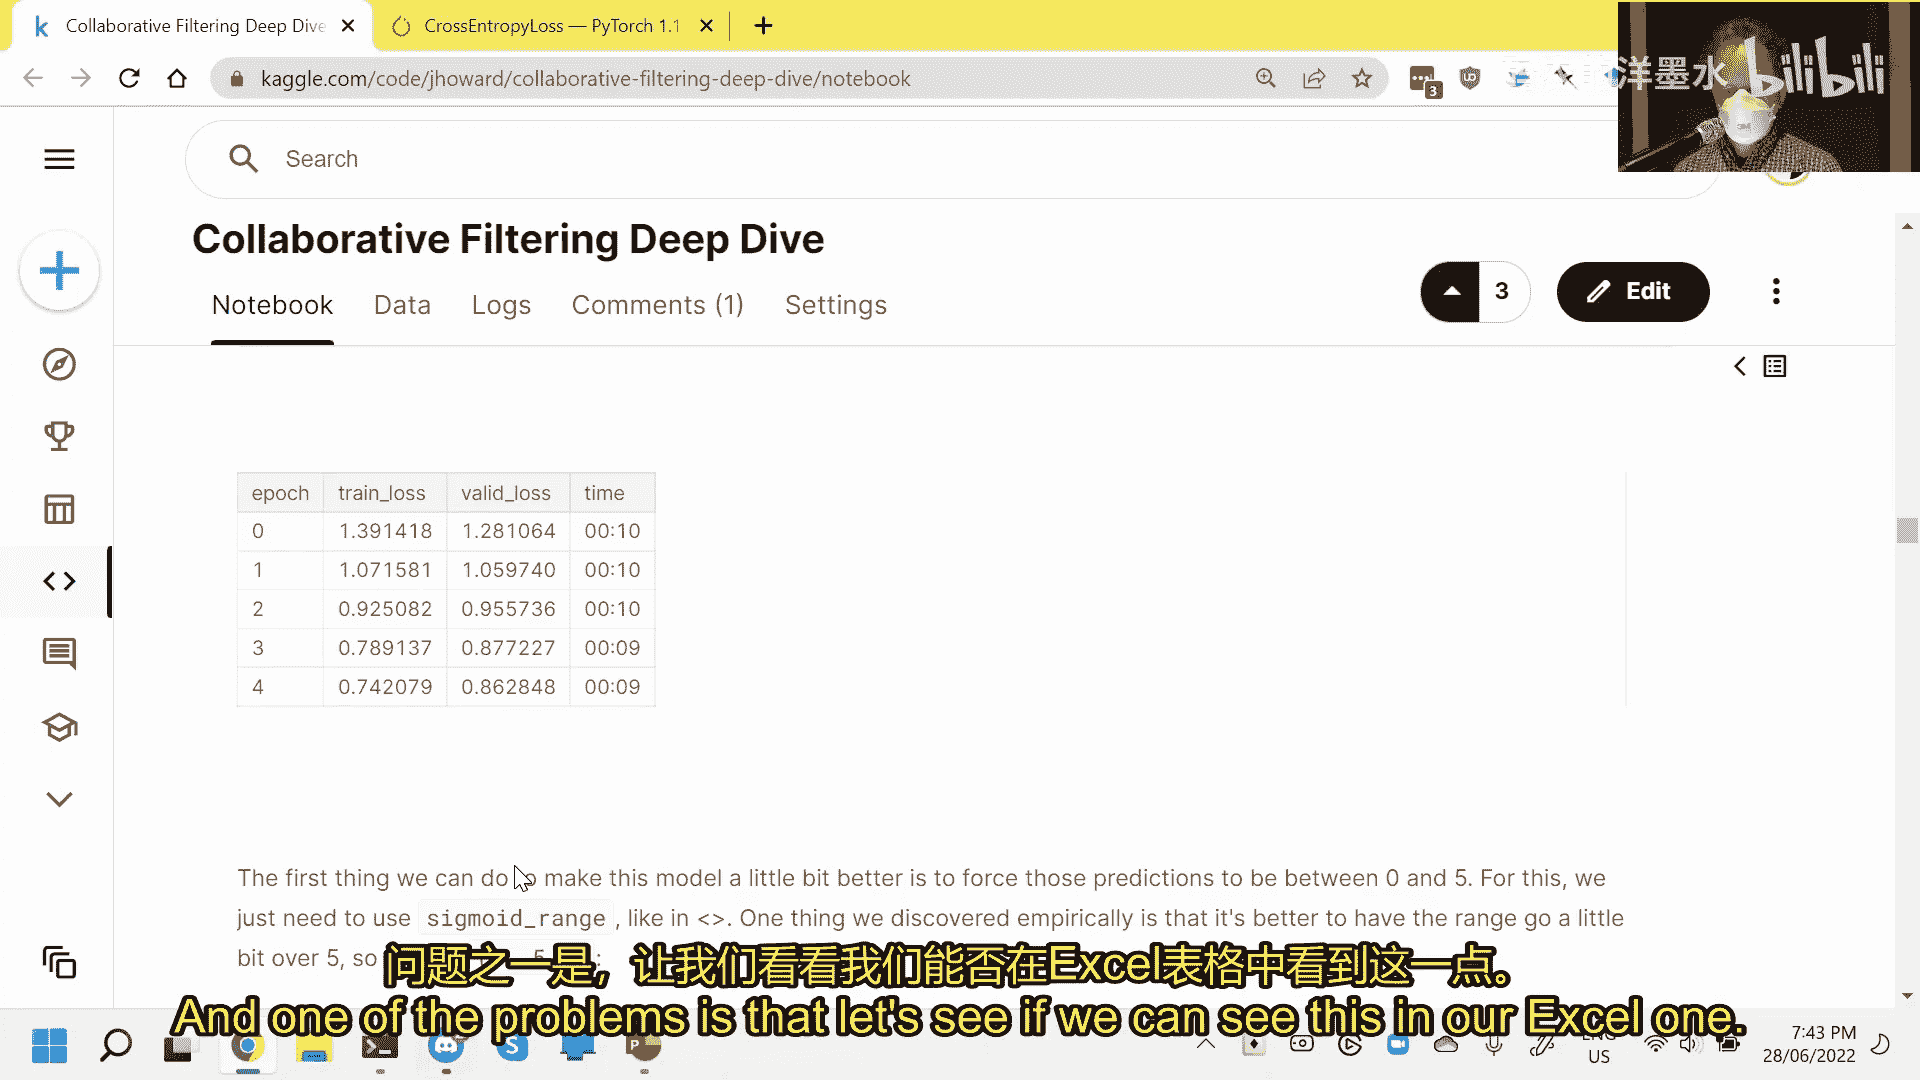 Collaborative Filtering Deep Dive
CrossEntropyLoss — PyTorch 1.1
kaggle.com/code/jhoward/collaborative-filtering-deep-dive/notebook
3
洋墨水 bilibili
3M
Search
Collaborative Filtering Deep Dive
3
Edit
Notebook Data Logs Comments (1) Settings
epoch train_loss valid_loss time
0 1.391418 1.281064 00:10
1 1.071581 1.059740 00:10
2 0.925082 0.955736 00:10
3 0.789137 0.877227 00:09
4 0.742079 0.862848 00:09
The first thing we can do to make this model a little bit better is to force those predictions to be between 0 and 5. For this, we
just need to use sigmoid_range , like in <>. One thing we discovered empirically is that it's better to have the range go a little
bit over 5, so 5 :
问题之一是，让我们看看我们能否在Excel表格中看到这一点。
And one of the problems is that let's see if we can see this in our Excel one.
ENG
US
7:43 PM
28/06/2022